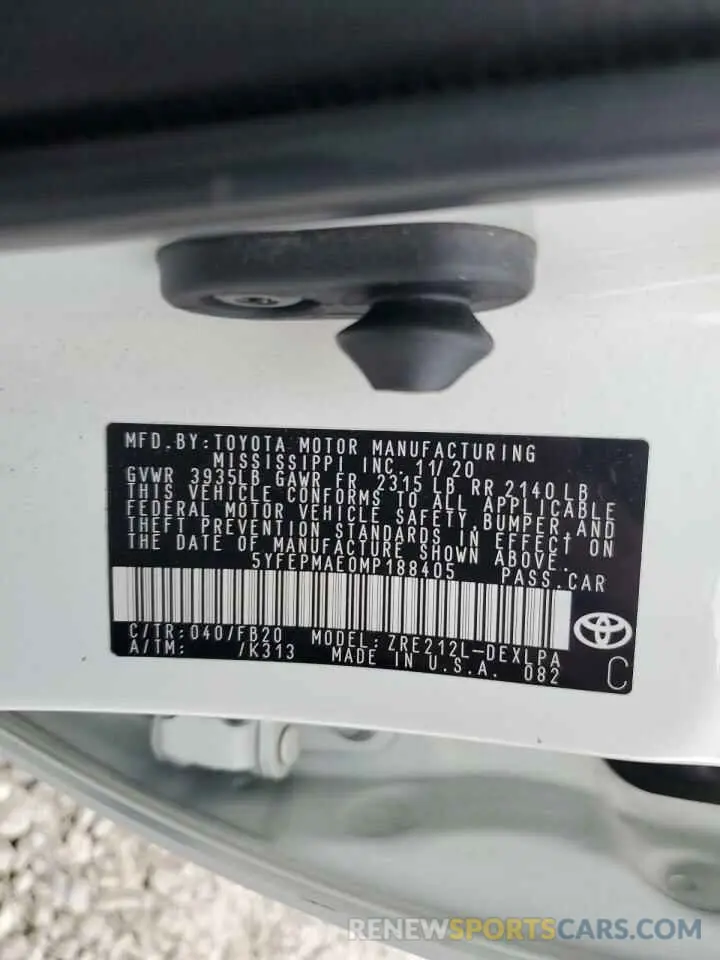 MFD. BY: TOYOTA MOTOR MANUFACTURING
MISSISSIPPI INC. 11/20
GVWR 3935LB GAWR FR. 2315 LB RR 2140 LB
THIS VEHICLE CONFORMS TO ALL APPLICABLE
FEDERAL MOTOR VEHICLE SAFETY, BUMPER, AND
THEFT PREVENTION STANDARDS IN EFFECT ON
THE DATE OF MANUFACTURE SHOWN ABOVE.
5YFEPMAE0MP188405 PASS. CAR
C/TR: 040/FB20 MODEL: ZRE212L-DEXLPA
A/TM: /K313 MADE IN U.S.A. 082
C
RENEWSPORTSCARS.COM